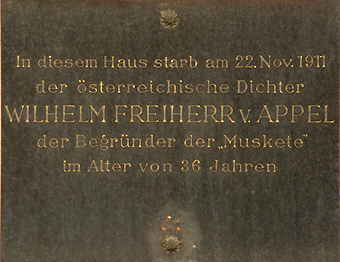 In diesem Haus starb am 22. Nov. 1911
der österreichische Dichter
WILHELM FREIHERR v. APPEL
der Begründer der „Muskete"
im Alter von 36 Jahren